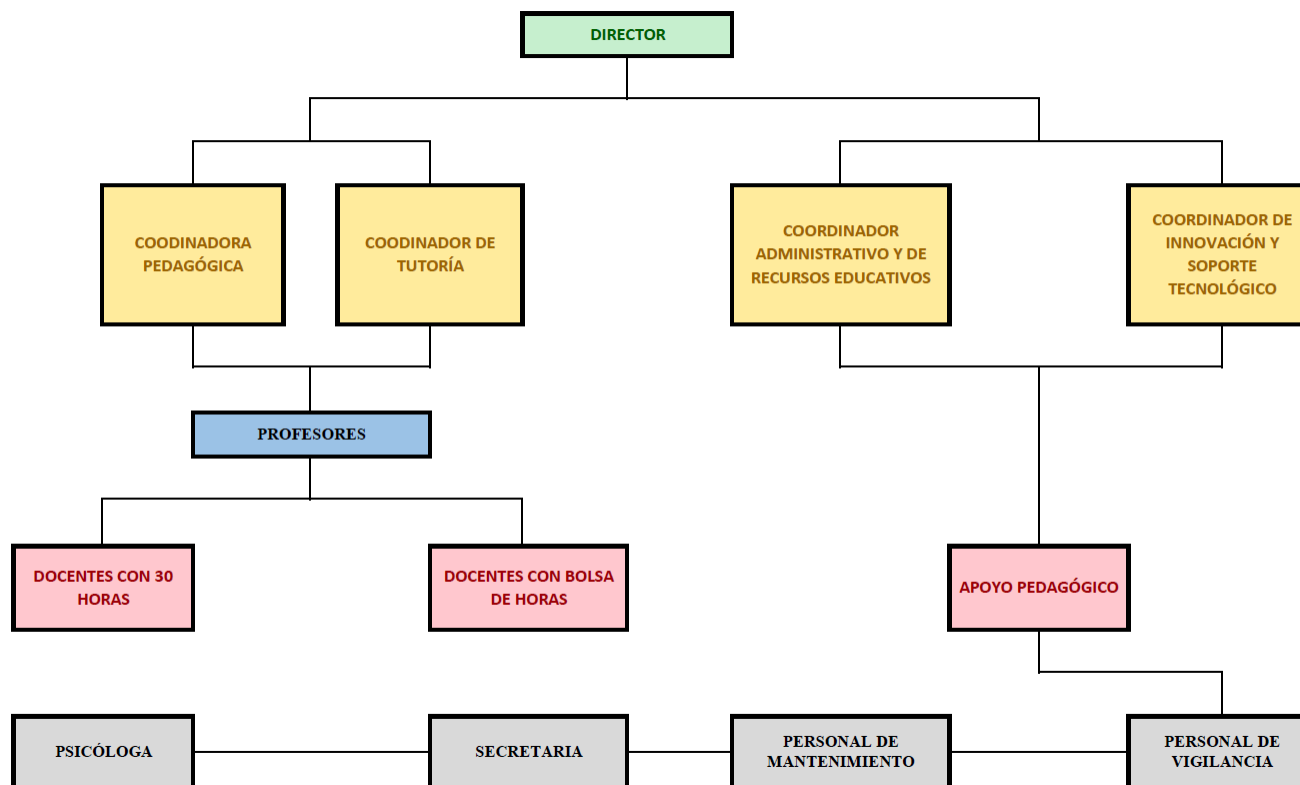 DIRECTOR
COODINADORA
PEDAGÓGICA
COODINADOR DE
TUTORÍA
COORDINADOR
ADMINISTRATIVO Y DE
RECURSOS EDUCATIVOS
COORDINADOR DE
INNOVACIÓN Y
SOPORTE
TECNOLÓGICO
PROFESORES
DOCENTES CON 30
HORAS
DOCENTES CON BOLSA
DE HORAS
APOYO PEDAGÓGICO
PSICÓLOGA
SECRETARIA
PERSONAL DE
MANTENIMIENTO
PERSONAL DE
VIGILANCIA